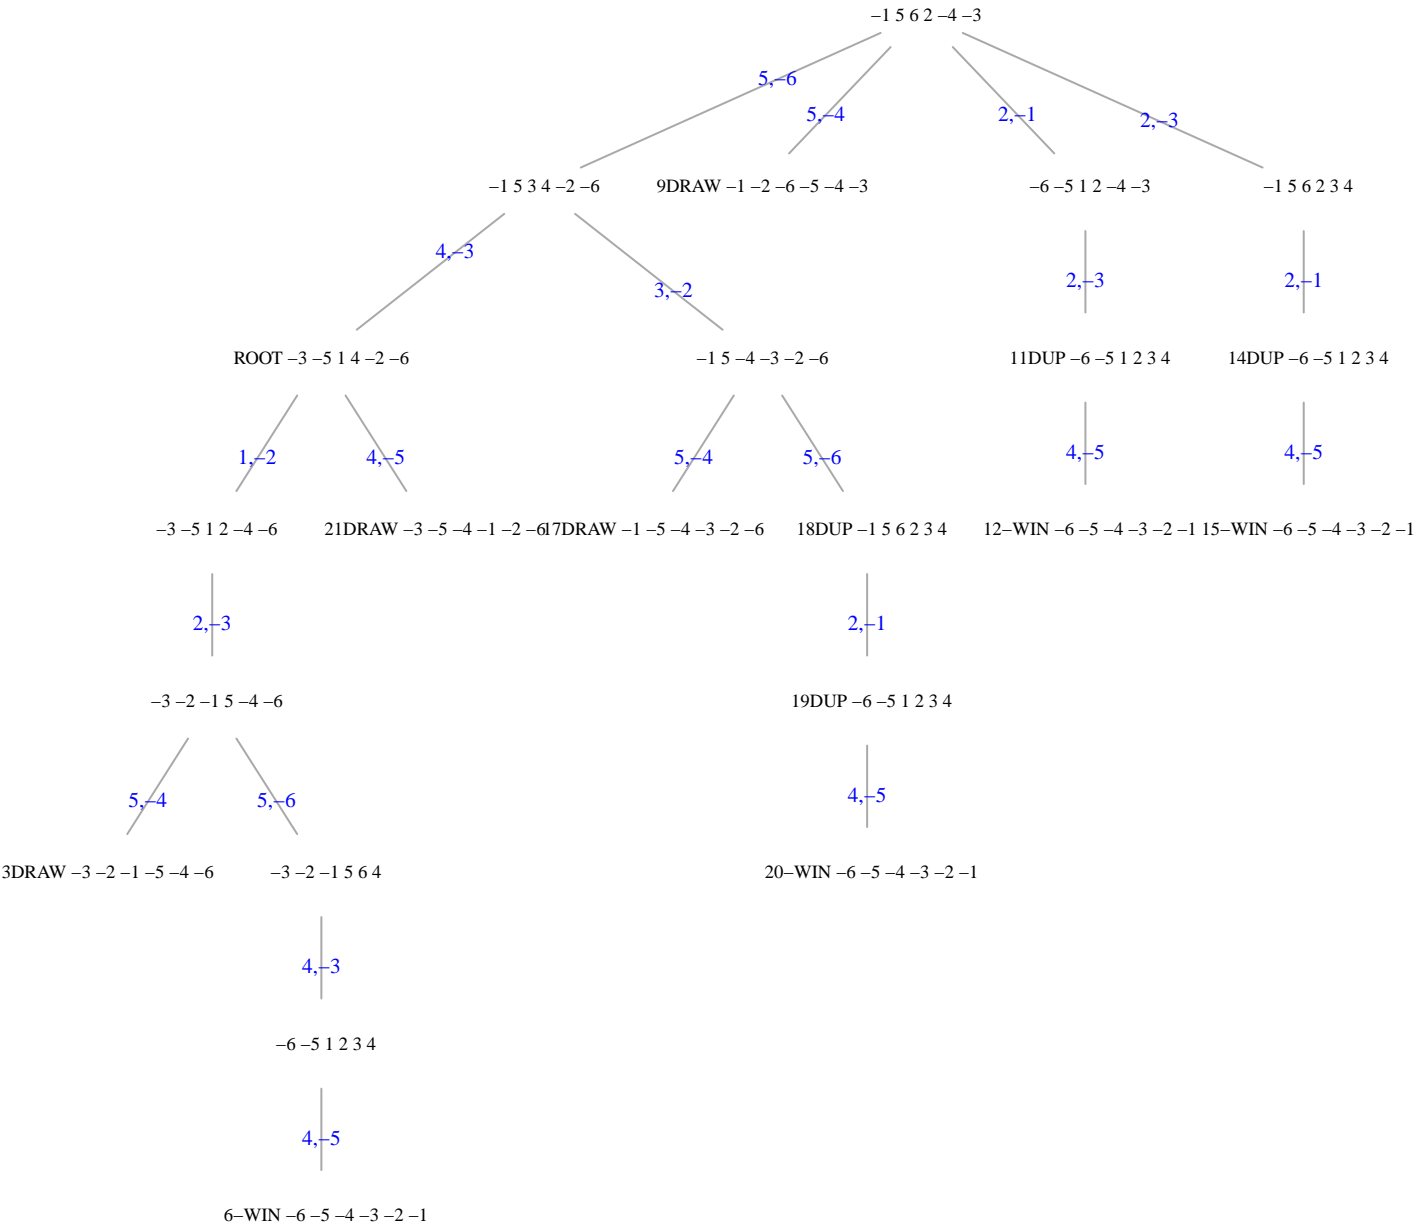 –1 5 6 2 –4 –3
5,–6
5,–4
2,–1
2,–3
–1 5 3 4 –2 –6
9DRAW –1 –2 –6 –5 –4 –3
–6 –5 1 2 –4 –3
–1 5 6 2 3 4
4,–3
3,–2
2,–3
2,–1
ROOT –3 –5 1 4 –2 –6
–1 5 –4 –3 –2 –6
11DUP –6 –5 1 2 3 4
14DUP –6 –5 1 2 3 4
1,–2
4,–5
5,–4
5,–6
4,–5
4,–5
–3 –5 1 2 –4 –6
21DRAW –3 –5 –4 –1 –2 –6
17DRAW –1 –5 –4 –3 –2 –6
18DUP –1 5 6 2 3 4
12–WIN –6 –5 –4 –3 –2 –1
15–WIN –6 –5 –4 –3 –2 –1
2,–3
2,–1
–3 –2 –1 5 –4 –6
19DUP –6 –5 1 2 3 4
5,–4
5,–6
4,–5
3DRAW –3 –2 –1 –5 –4 –6
–3 –2 –1 5 6 4
20–WIN –6 –5 –4 –3 –2 –1
4,–3
–6 –5 1 2 3 4
4,–5
6–WIN –6 –5 –4 –3 –2 –1